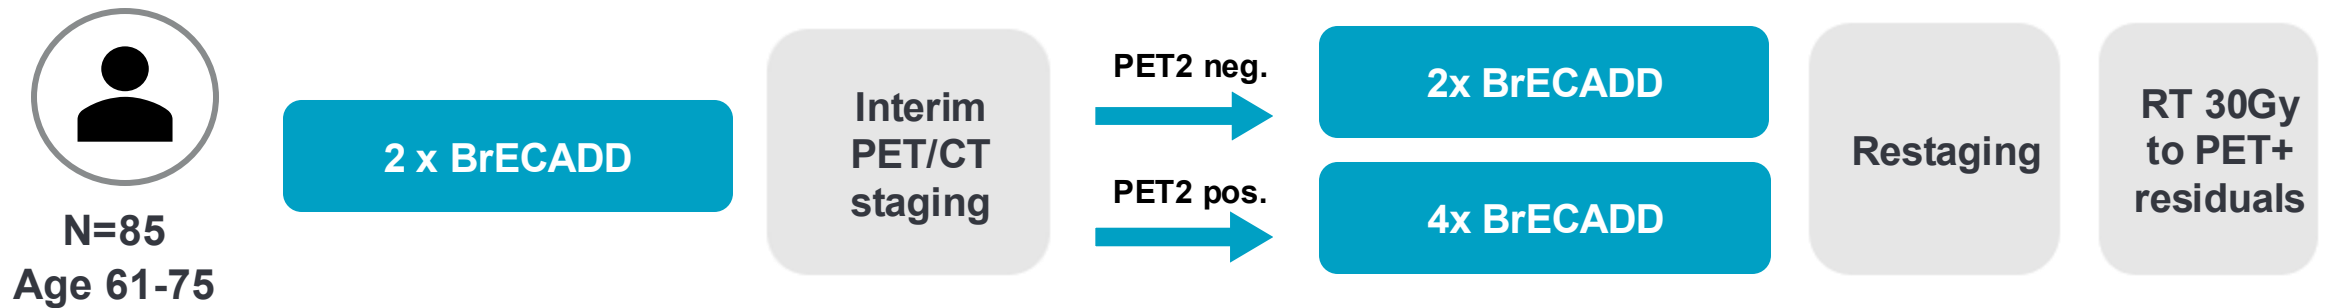 N=85
Age 61-75
2 x BrECADD
Interim
PET/CT
staging
PET2 neg.
PET2 pos.
2x BrECADD
4x BrECADD
Restaging
RT 30Gy
to PET+
residuals